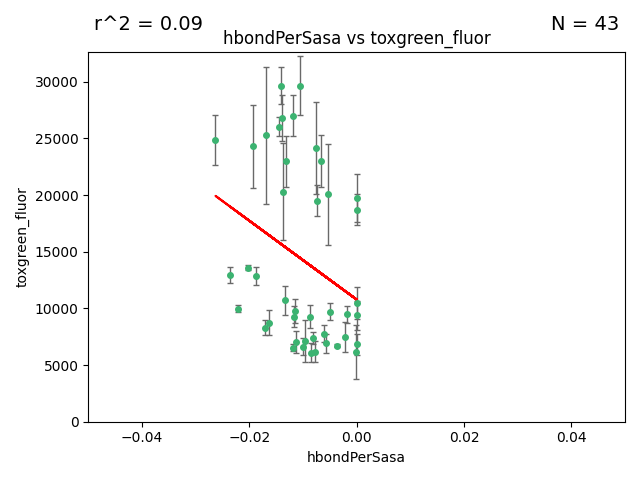 r^2 = 0.09
N = 43
hbondPerSasa vs toxgreen_fluor
30000
25000
20000
15000
10000
5000
0
toxgreen_fluor
−0.04
−0.02
0.00
0.02
0.04
hbondPerSasa